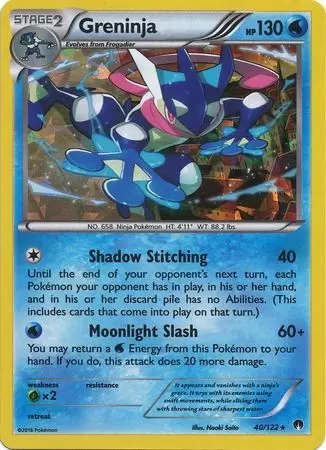 STAGE2 Greninja HP130
Evolves from Frogadier
NO. 658 Ninja Pokémon HT: 4'11" WT: 88.2 lbs.
Shadow Stitching 40
Until the end of your opponent's next turn, each
Pokémon your opponent has in play, in his or her hand,
and in his or her discard pile has no Abilities. (This
includes cards that come into play on that turn.)
Moonlight Slash 60+
You may return a Energy from this Pokémon to your
hand. If you do, this attack does 20 more damage.
weakness resistance
×2
retreat
It appears and vanishes with a
ninja's grace. It toys with its enemies using
swift movements, while slicing them
with throwing stars of sharpest water.
©2016 Pokémon Illus. Naoki Saito 40/122 ★